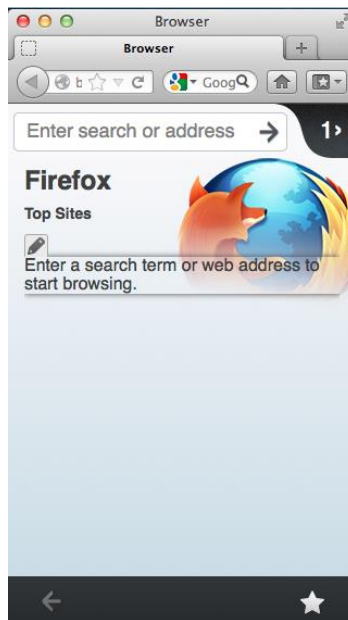 Browser
Browser
b
Goog
Enter search or address
1
Firefox
Top Sites
Enter a search term or web address to
start browsing.